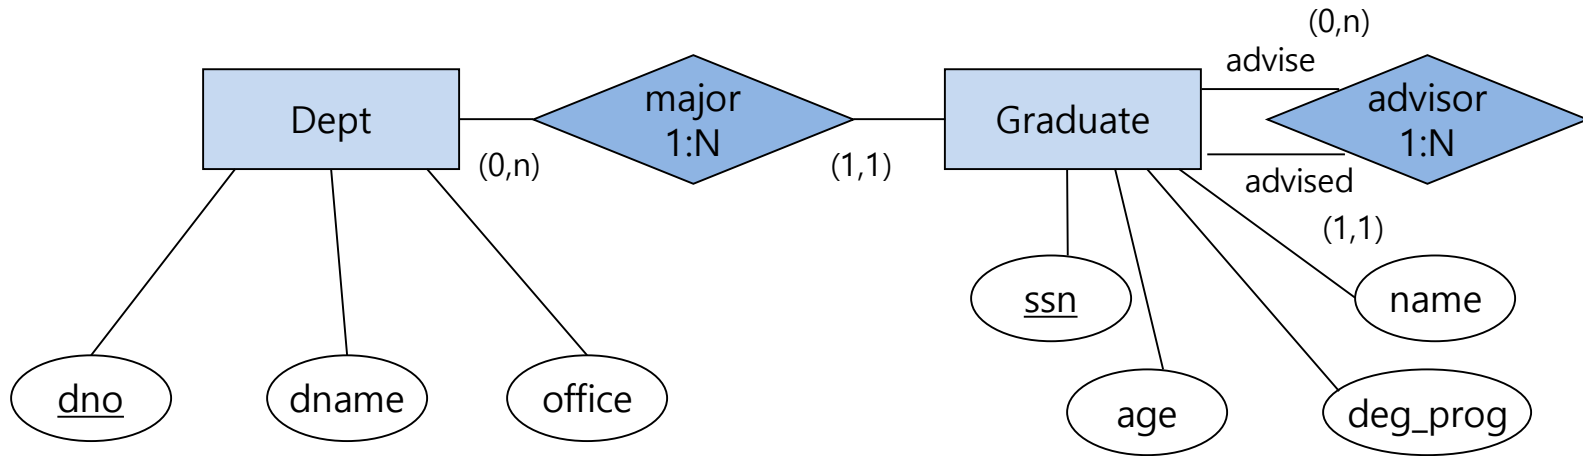 (0,n)
advise
Dept
major
1:N
Graduate
advisor
1:N
(0,n)
(1,1)
advised
(1,1)
ssn
name
dno
dname
office
age
deg_prog